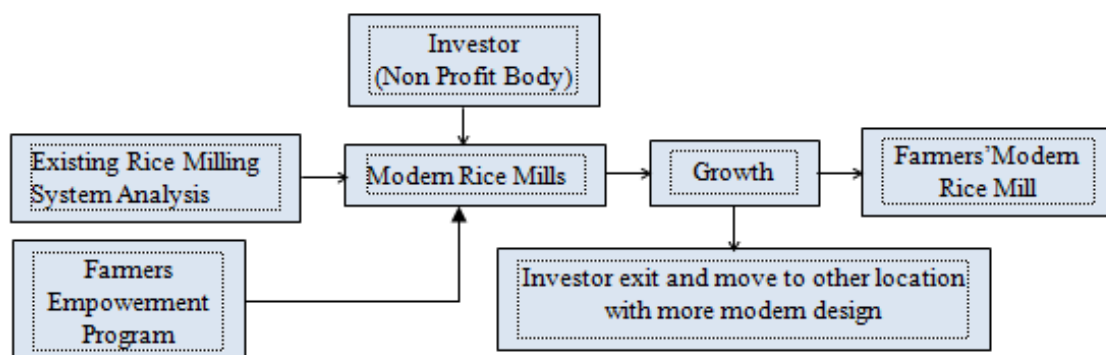 Investor
(Non Profit Body)
Existing Rice Milling
System Analysis
Modern Rice Mills
Growth
Farmers’Modern
Rice Mill
Farmers
Empowerment
Program
Investor exit and move to other location
with more modern design